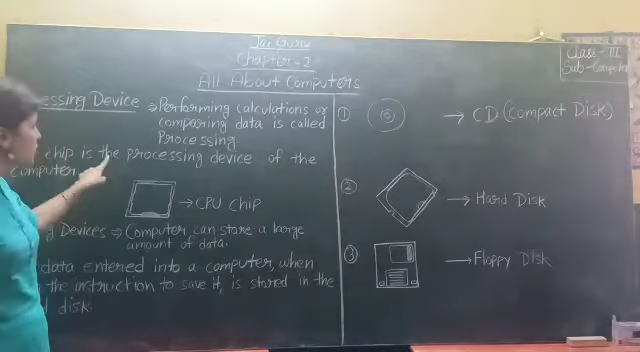 Jai Guru
Chapter-2
All About Computers
Class-III
Sub-Computer
essing Device ⇒ Performing calculations or
comparing data is called
Processing
chip is the processing device of the
computer.
→ CPU Chip
g Devices ⇒ Computer can store a large
amount of data.
data entered into a computer, when
the instruction to save it, is stored in the
disk.
① → CD (Compact Disk)
② → Hard Disk
③ → Floppy Disk